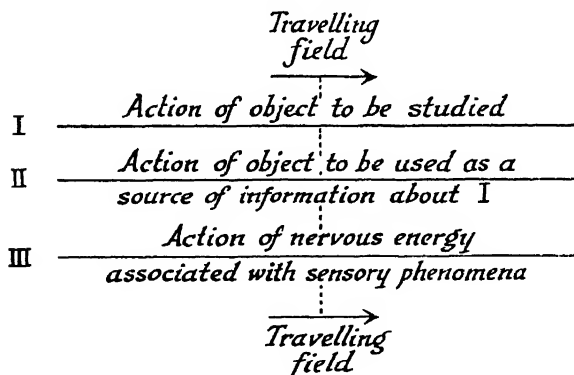 Travelling
field
I
Action of object to be studied
II
Action of object to be used as a
source of information about I
III
Action of nervous energy
associated with sensory phenomena
Travelling
field